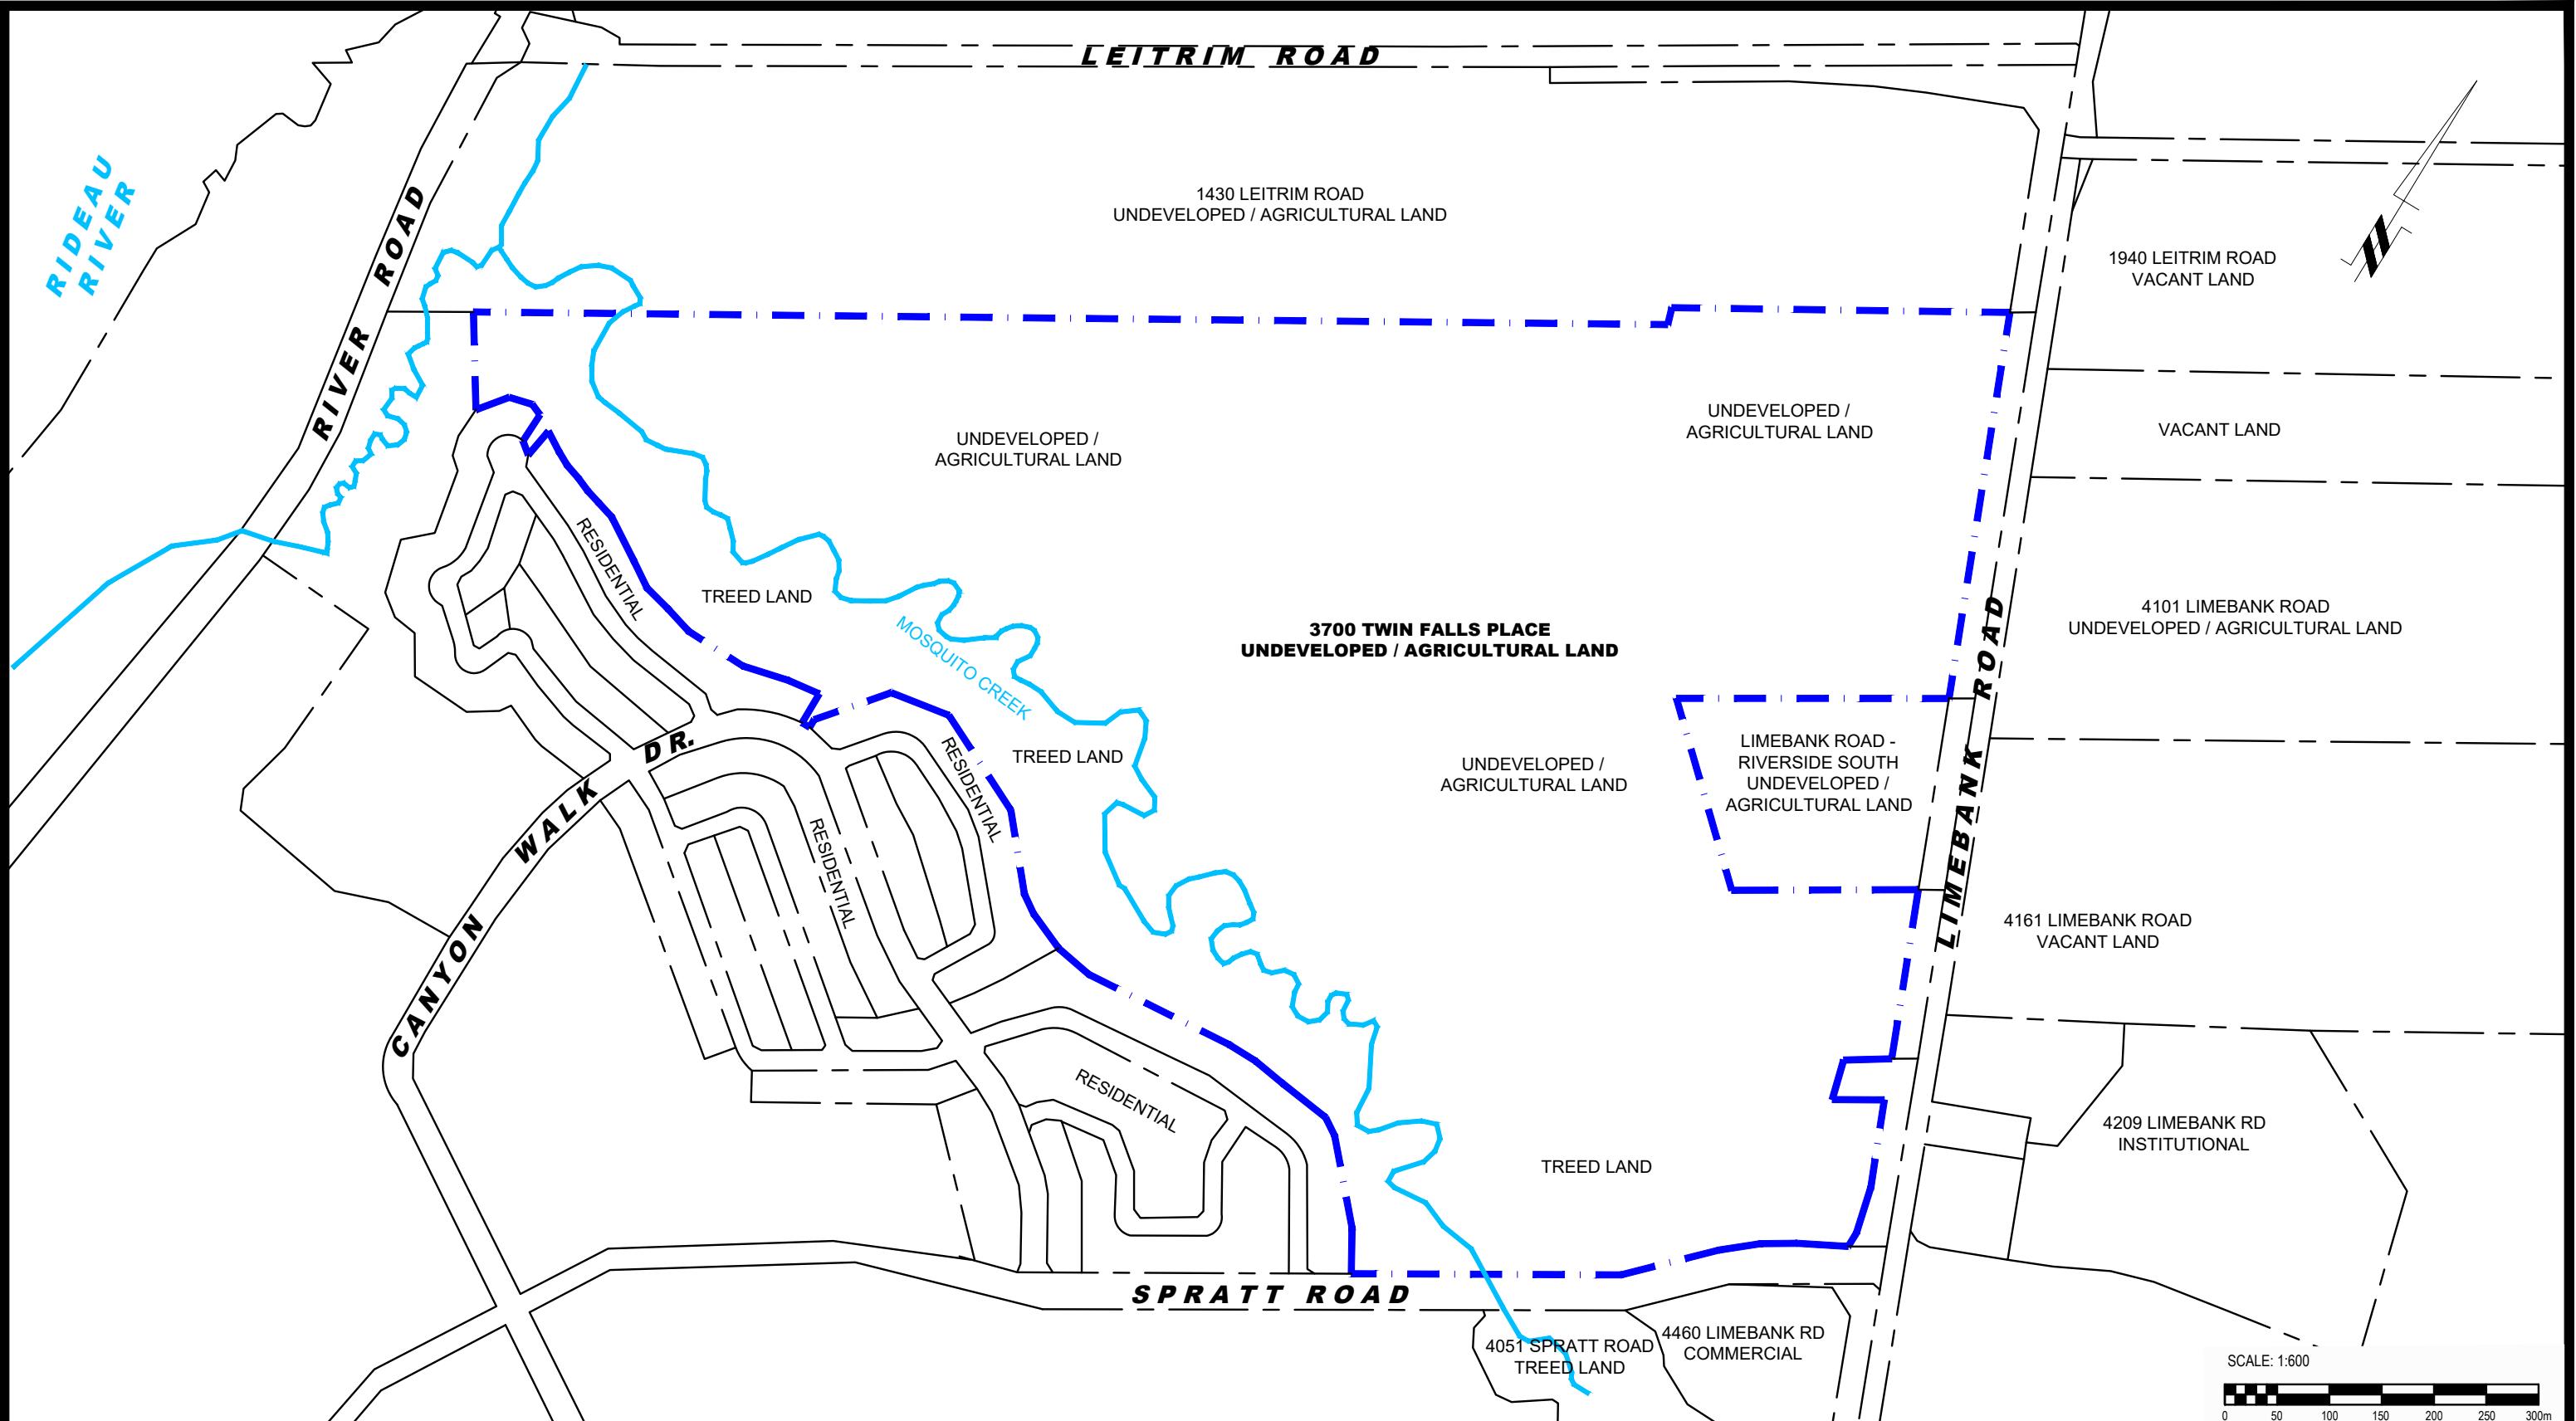 LEITRIM ROAD
RIDEAU
RIVER
RIVER ROAD
1430 LEITRIM ROAD
UNDEVELOPED / AGRICULTURAL LAND
1940 LEITRIM ROAD
VACANT LAND
UNDEVELOPED /
AGRICULTURAL LAND
UNDEVELOPED /
AGRICULTURAL LAND
VACANT LAND
RESIDENTIAL
TREED LAND
MOSQUITO CREEK
3700 TWIN FALLS PLACE
UNDEVELOPED / AGRICULTURAL LAND
4101 LIMEBANK ROAD
UNDEVELOPED / AGRICULTURAL LAND
LIMEBANK ROAD
CANYON WALK DR.
RESIDENTIAL
TREED LAND
UNDEVELOPED /
AGRICULTURAL LAND
LIMEBANK ROAD -
RIVERSIDE SOUTH
UNDEVELOPED /
AGRICULTURAL LAND
RESIDENTIAL
4161 LIMEBANK ROAD
VACANT LAND
RESIDENTIAL
4209 LIMEBANK RD
INSTITUTIONAL
TREED LAND
SPRATT ROAD
4051 SPRATT ROAD
TREED LAND
4460 LIMEBANK RD
COMMERCIAL
SCALE: 1:600
0 50 100 150 200 250 300m